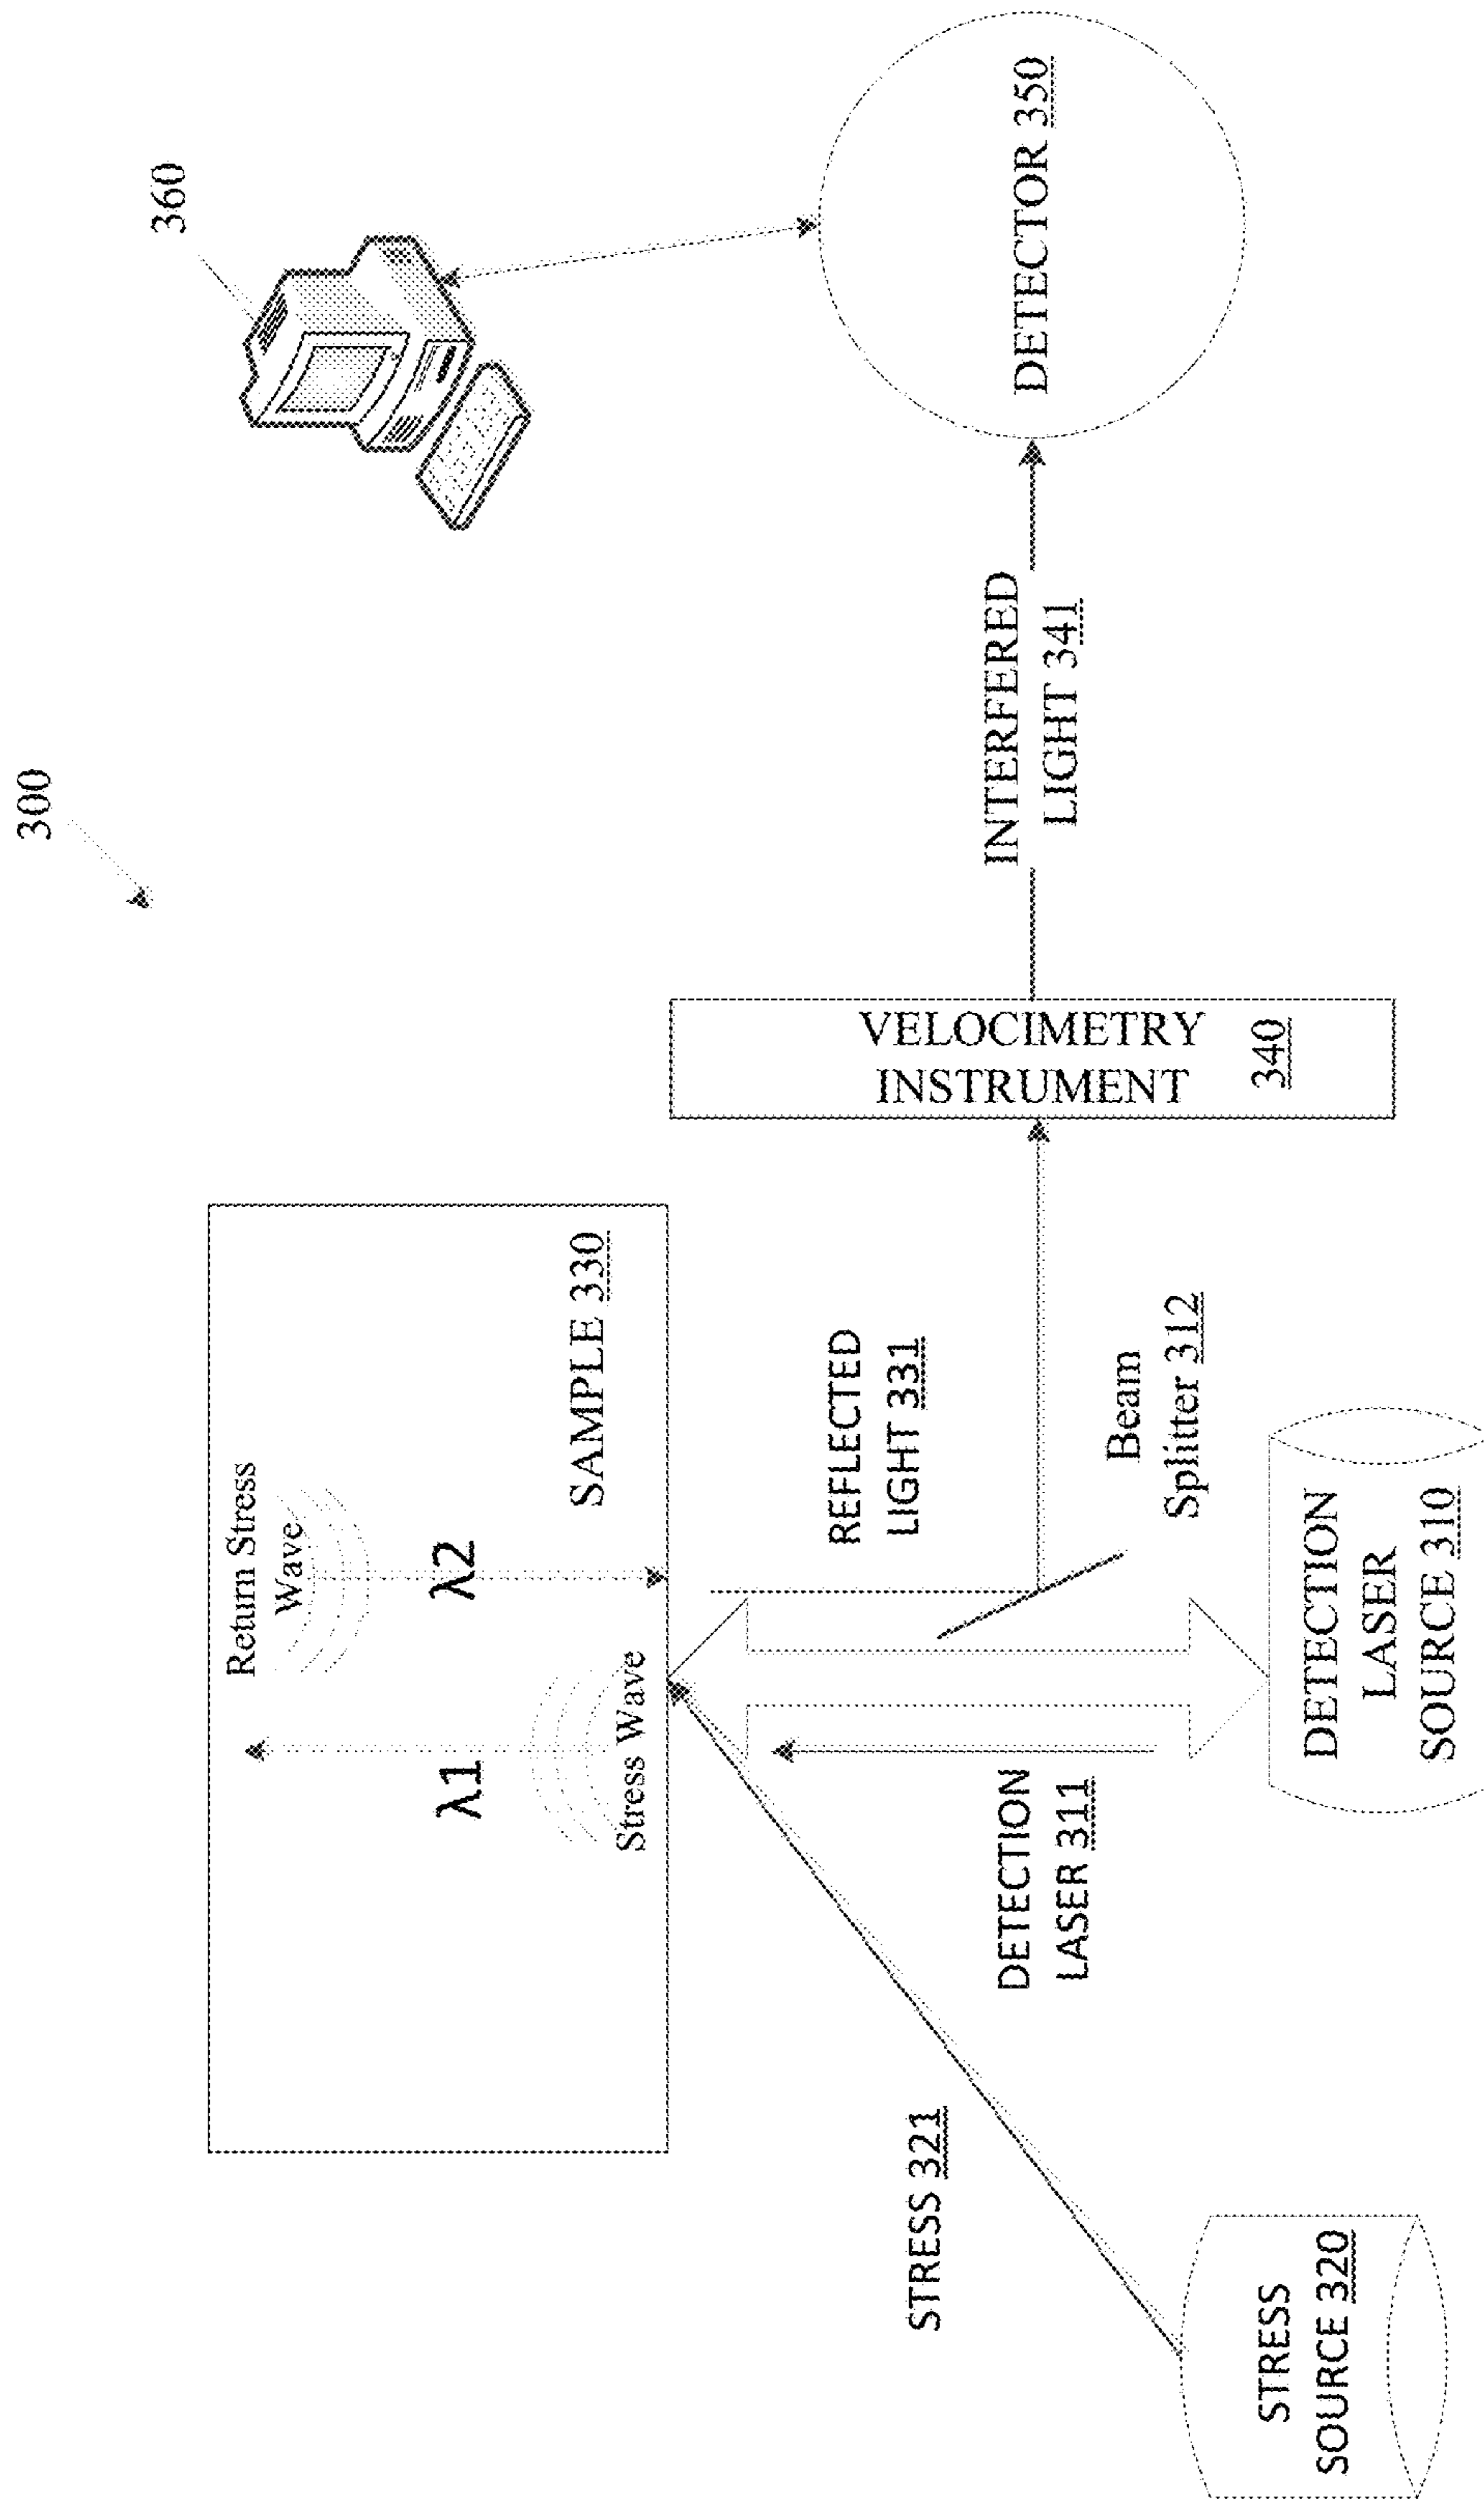 300
360
Return Stress
Wave
λ1
λ2
Stress Wave
SAMPLE 330
STRESS 321
DETECTION
LASER 311
REFLECTED
LIGHT 331
Beam
Splitter 312
VELOCIMETRY
INSTRUMENT
340
INTERFERED
LIGHT 341
DETECTOR 350
STRESS
SOURCE 320
DETECTION
LASER
SOURCE 310